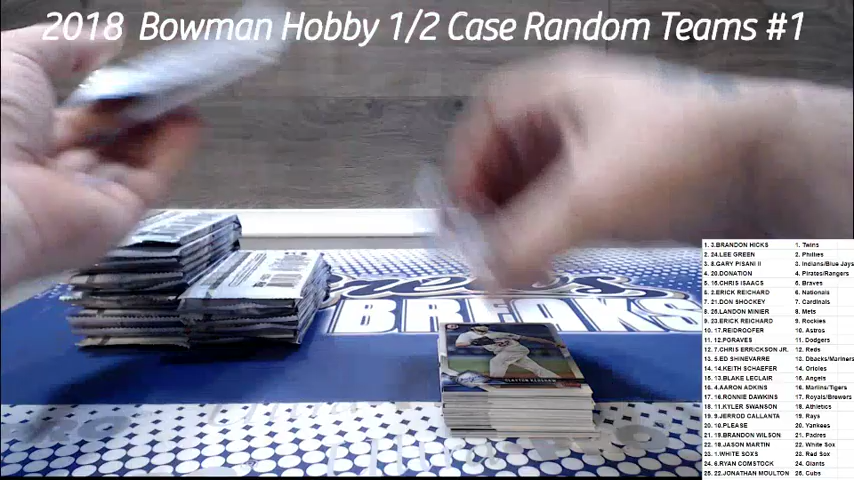 2018 Bowman Hobby 1/2 Case Random Teams #1
BREAKS
1. 3.BRANDON HICKS 1. Twins
2. 24.LEE GREEN 2. Phillies
3. 8.GARY PISANI II 3. Indians/Blue Jays
4. 20.DONATION 4. Pirates/Rangers
5. 15.CHRIS ISAACS 5. Braves
6. 2.ERICK REICHARD 6. Nationals
7. 21.DON SHOCKEY 7. Cardinals
8. 25.LANDON MINIER 8. Mets
9. 23.ERICK REICHARD 9. Rockies
10. 17.REIDROOFER 10. Astros
11. 12.PGRAVES 11. Dodgers
12. 7.CHRIS ERRICKSON JR. 12. Reds
13. 5.ED SHINEVARRE 13. Dbacks/Mariners
14. 14.KEITH SCHAEFER 14. Orioles
15. 13.BLAKE LECLAIR 15. Angels
16. 4.AARON ADKINS 16. Marlins/Tigers
17. 16.RONNIE DAWKINS 17. Royals/Brewers
18. 11.KYLER SWANSON 18. Athletics
19. 9.JERROD CALLANTA 19. Rays
20. 10.PLEASE 20. Yankees
21. 19.BRANDON WILSON 21. Padres
22. 18.JASON MARTIN 22. White Sox
23. 1.WHITE SOXS 23. Red Sox
24. 6.RYAN COMSTOCK 24. Giants
25. 22.JONATHAN MOULTON 25. Cubs